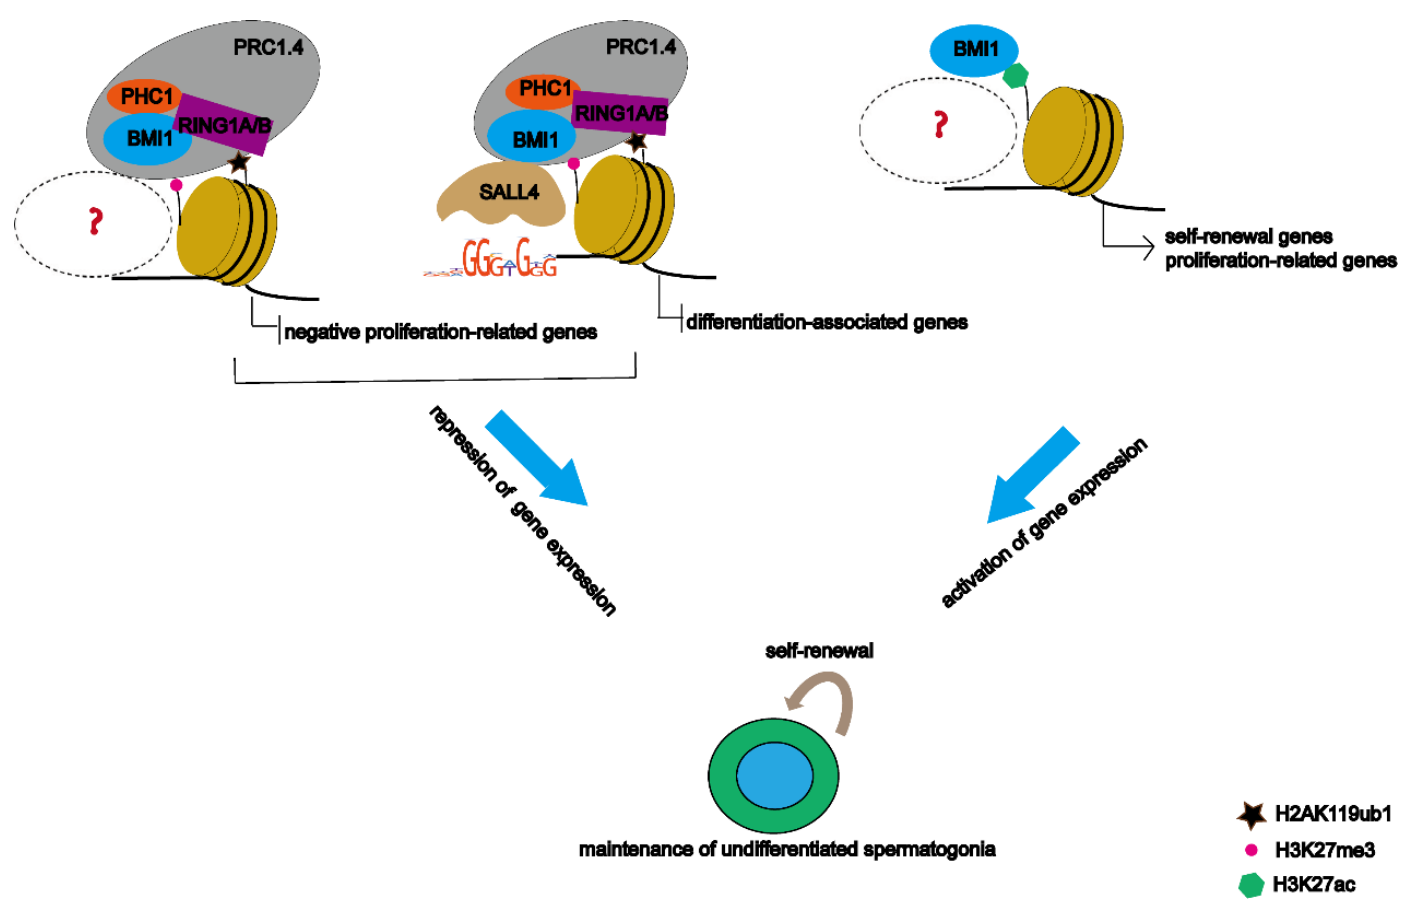 PRC1.4
PHC1
RING1A/B
BMI1
?
negative proliferation-related genes
PRC1.4
PHC1
RING1A/B
BMI1
SALL4
GGGATGCGG
differentiation-associated genes
BMI1
?
self-renewal genes
proliferation-related genes
repression of gene expression
activation of gene expression
self-renewal
maintenance of undifferentiated spermatogonia
H2AK119ub1
H3K27me3
H3K27ac